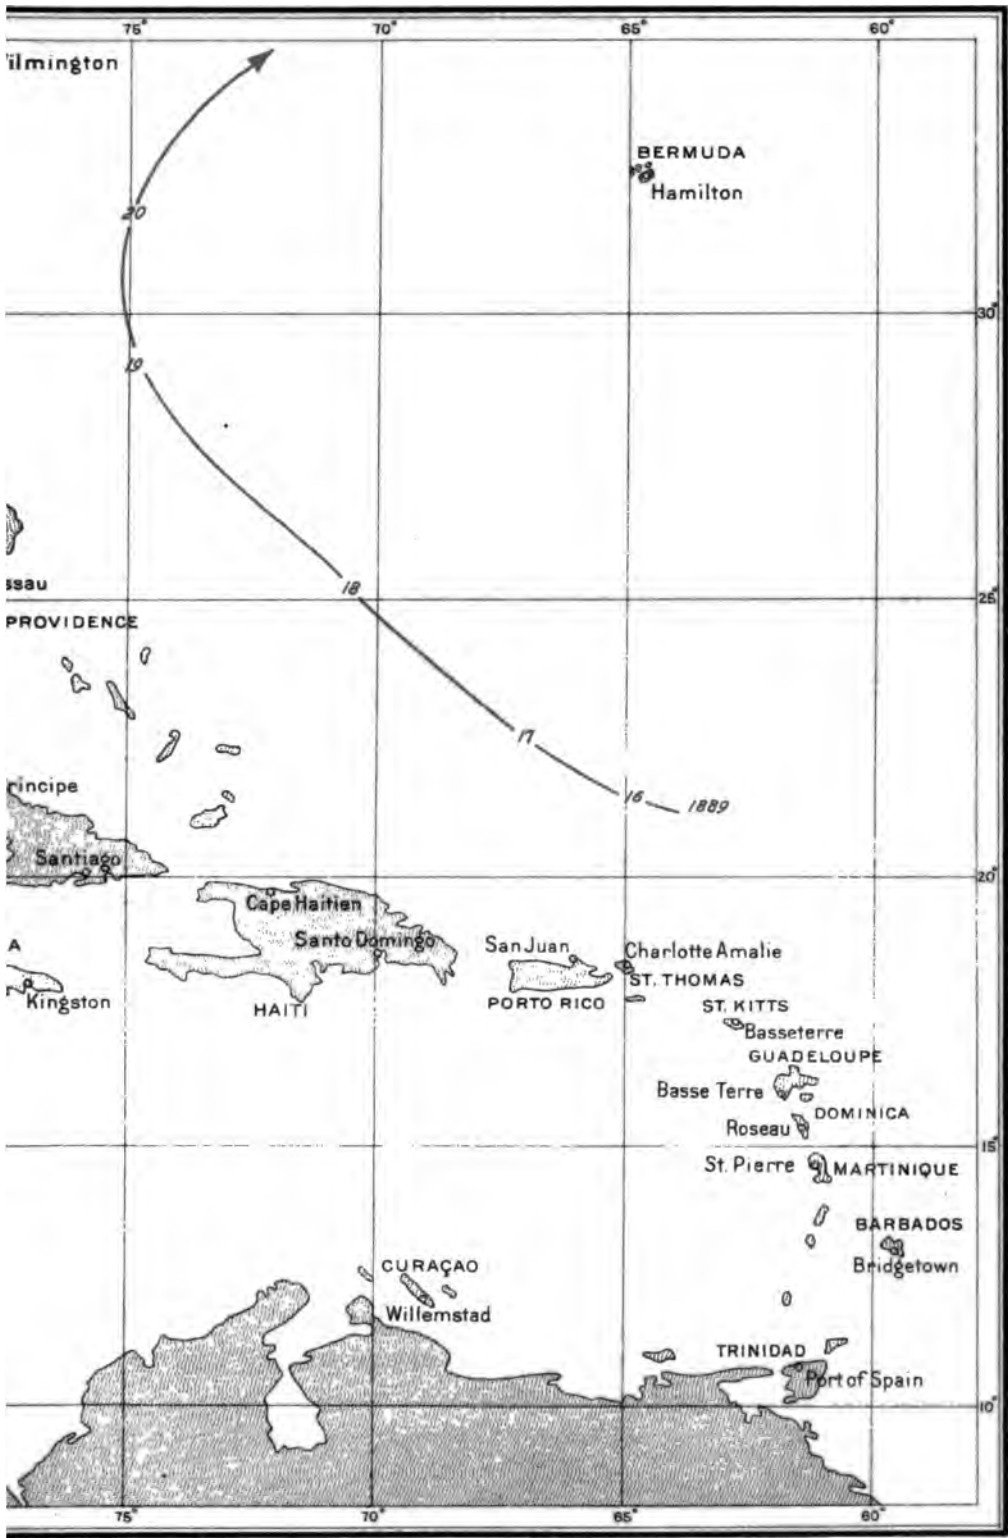 75° 70° 65° 60°
ilmington
BERMUDA
Hamilton
20
30°
19
ssau
18
25°
PROVIDENCE
17
rincipe
16 1889
Santiago
20°
Cape Haïtien
Santo Domingo
San Juan
Charlotte Amalie
A
ST. THOMAS
Kingston
HAITI
PORTO RICO
ST. KITTS
Basseterre
GUADELOUPE
Basse Terre
DOMINICA
Roseau
15°
St. Pierre
MARTINIQUE
BARBADOS
Bridgetown
CURAÇAO
Willemstad
TRINIDAD
Port of Spain
10°
75° 70° 65° 60°